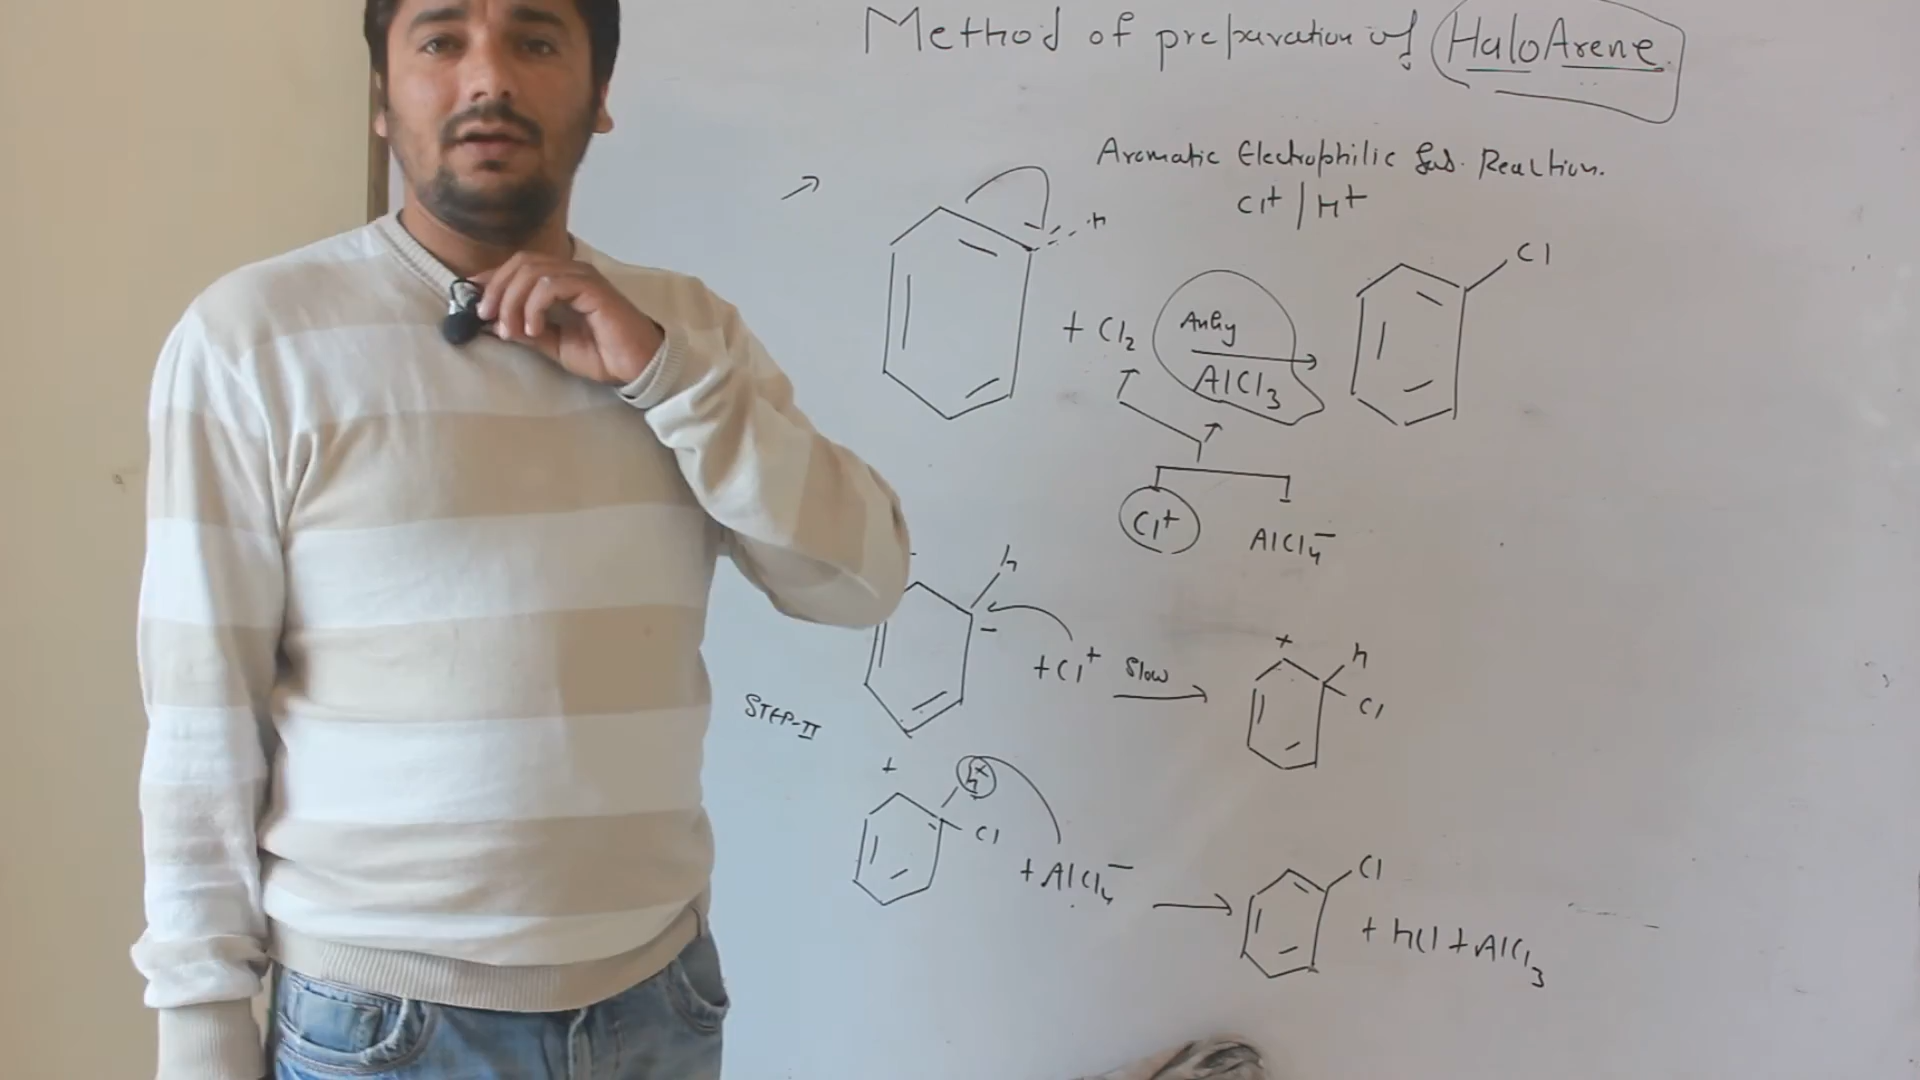 Method of preparation of HaloArene.
Aromatic Electrophilic Sub. Reaction.
Cl+ / H+
H
Cl
+ Cl2
Anhy
AlCl3
Cl+
AlCl4-
h
+
+ Cl+ Slow
h
Cl
STEP-II
+
h+
Cl
+ AlCl4-
Cl
+ hCl + AlCl3